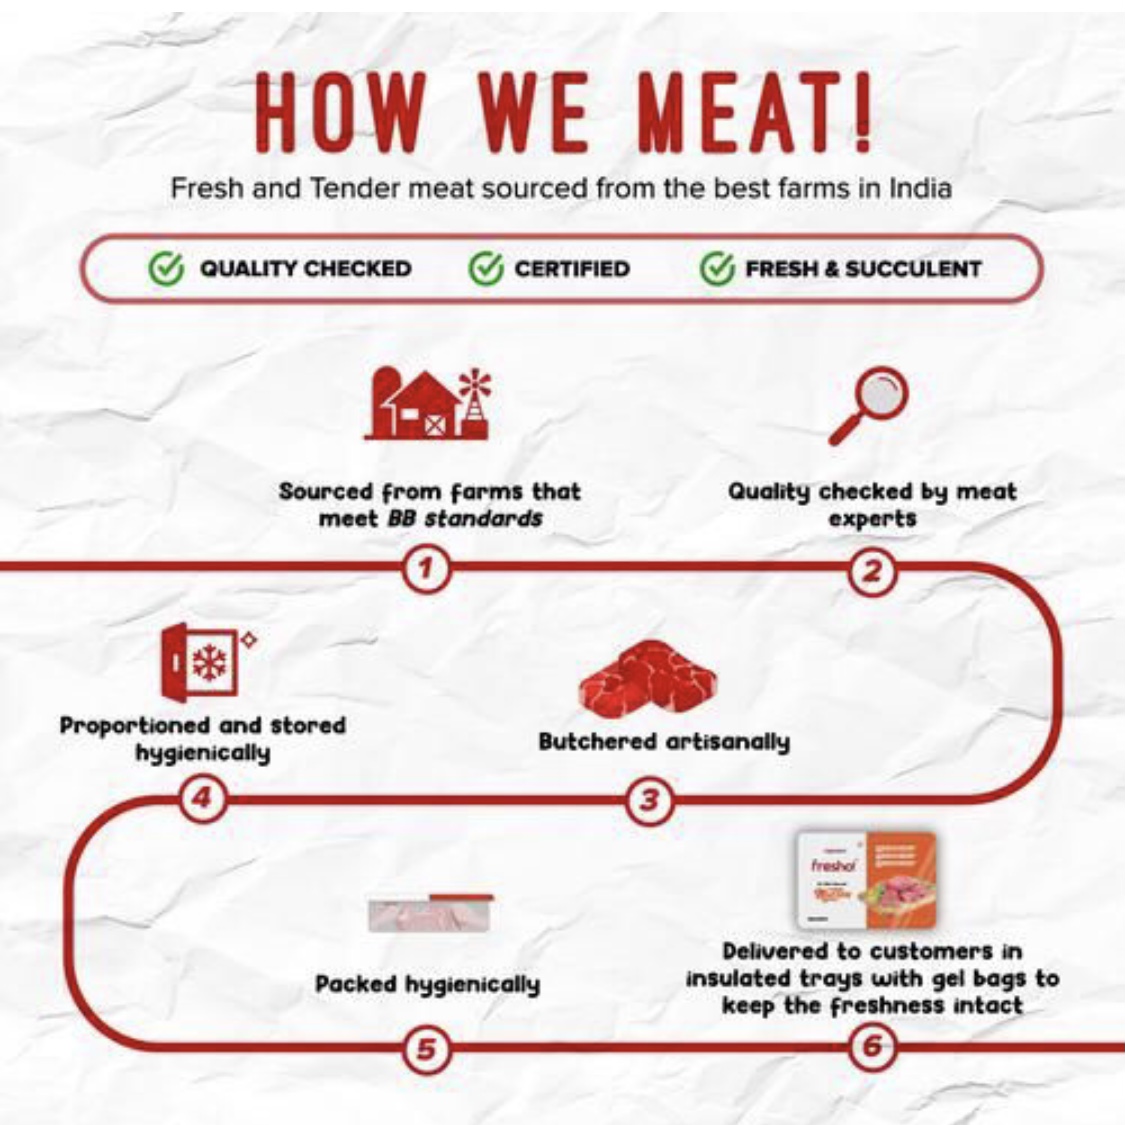 HOW WE MEAT!
Fresh and Tender meat sourced from the best farms in India
QUALITY CHECKED
CERTIFIED
FRESH & SUCCULENT
Sourced from farms that
meet BB standards
1
Quality checked by meat
experts
2
Butchered artisanally
3
Proportioned and stored
hygienically
4
Packed hygienically
5
fresho!
Delivered to customers in
insulated trays with gel bags to
keep the freshness intact
6